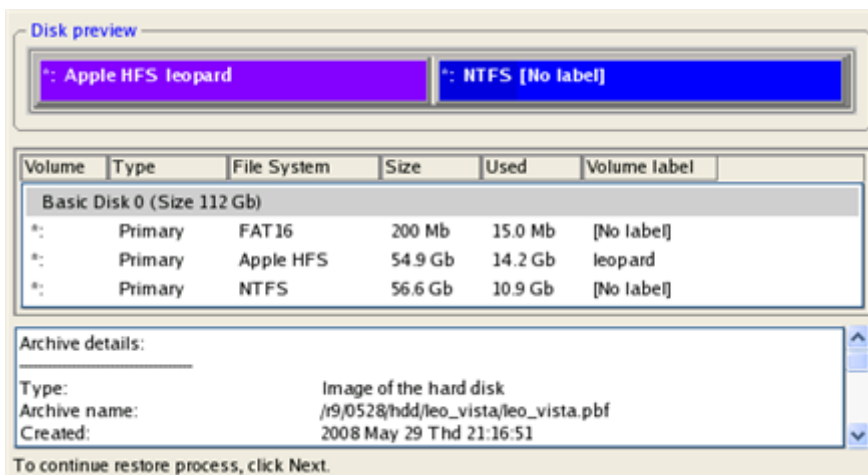 Disk preview
*: Apple HFS leopard *: NTFS [No label]
Volume Type File System Size Used Volume label
Basic Disk 0 (Size 112 Gb)
*: Primary FAT16 200 Mb 15.0 Mb [No label]
*: Primary Apple HFS 54.9 Gb 14.2 Gb leopard
*: Primary NTFS 56.6 Gb 10.9 Gb [No label]
Archive details:
Type: Image of the hard disk
Archive name: /r9/0528/hdd/leo_vista/leo_vista.pbf
Created: 2008 May 29 Thd 21:16:51
To continue restore process, click Next.